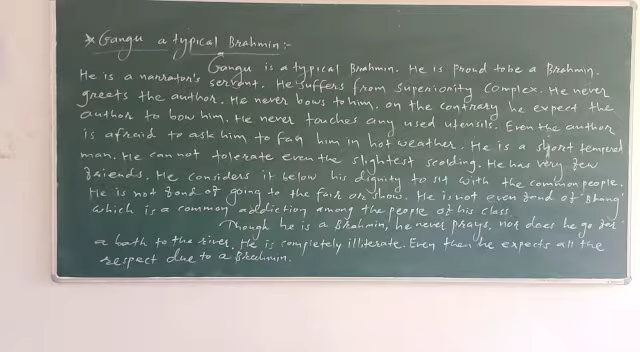 * Gangu a typical Brahmin:-
Gangu is a typical Brahmin. He is proud to be a Brahmin.
He is a narrator's servant. He suffers from superiority complex. He never
greets the author. He never bows to him. on the contrary he expect the
author to bow him. He never touches any used utensils. Even the author
is afraid to ask him to fan him in hot weather. He is a short tempered
man. He can not tolerate even the slightest scolding. He has very few
friends. He considers it below his dignity to sit with the common people.
He is not fond of going to the fair or show. He is not even fond of "Bhang"
which is a common addiction among the people of his class.
Though he is a Brahmin, he never prays, nor does he go for
a bath to the river. He is completely illiterate. Even then he expects all the
respect due to a Brahmin.